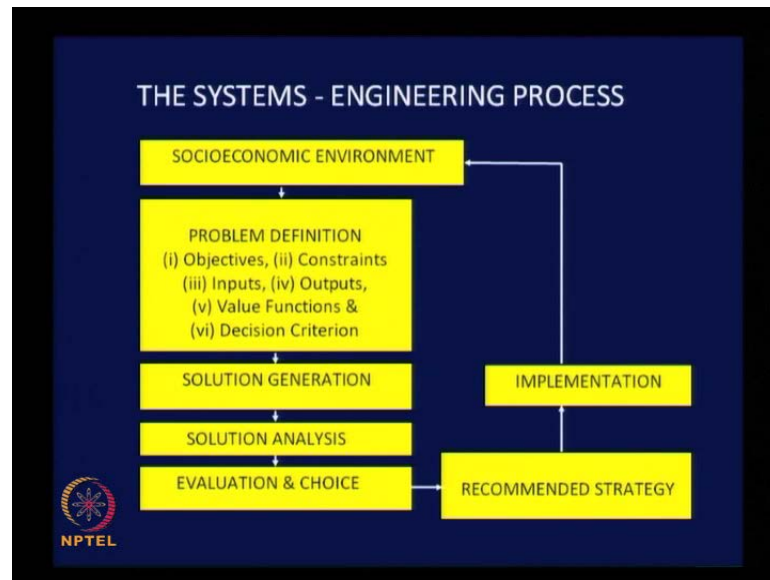 THE SYSTEMS - ENGINEERING PROCESS
SOCIOECONOMIC ENVIRONMENT
PROBLEM DEFINITION
(i) Objectives, (ii) Constraints
(iii) Inputs, (iv) Outputs,
(v) Value Functions &
(vi) Decision Criterion
SOLUTION GENERATION
SOLUTION ANALYSIS
EVALUATION & CHOICE
RECOMMENDED STRATEGY
IMPLEMENTATION
NPTEL